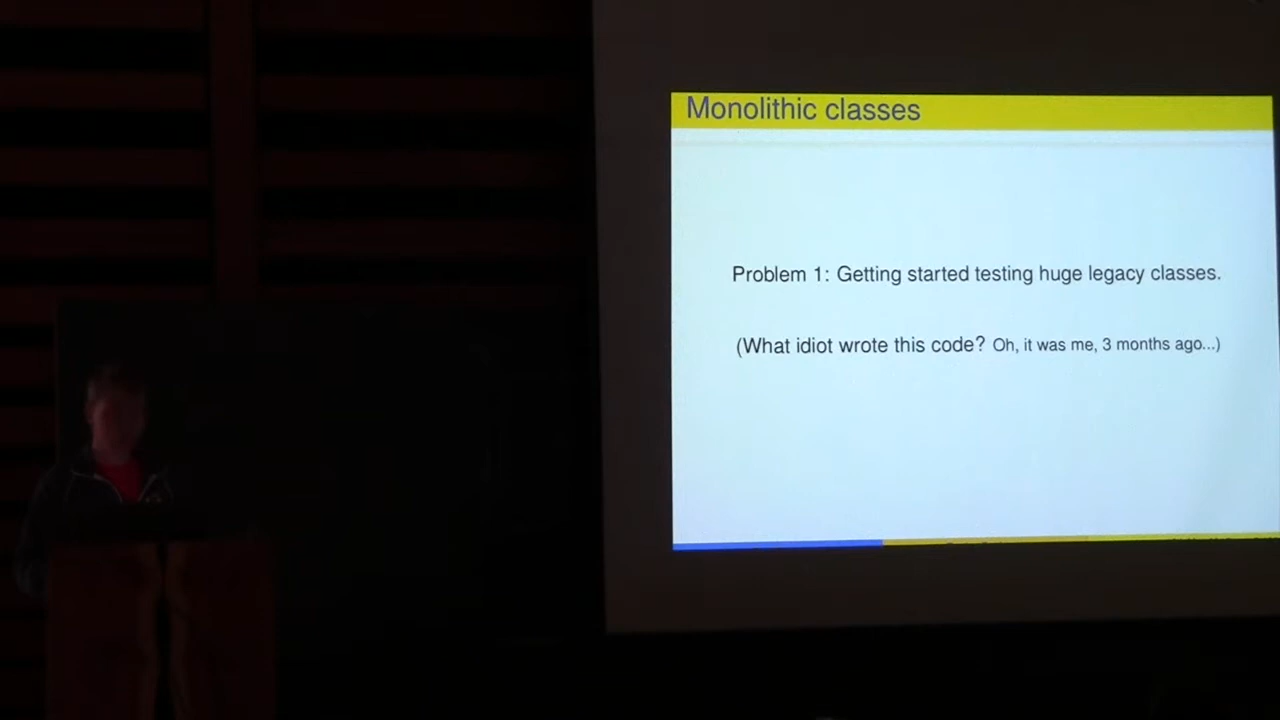 Monolithic classes
Problem 1: Getting started testing huge legacy classes.
(What idiot wrote this code? Oh, it was me, 3 months ago...)